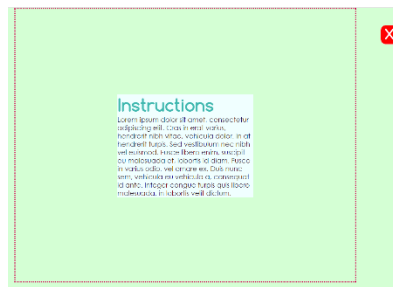 X
Instructions
Lorem ipsum dolor sit amet, consectetur
adipiscing elit. Cras in erat varius,
hendrerit nibh vitae, vehicula dolor. In at
hendrerit turpis. Sed vestibulum nec nibh
vel euismod. Fusce libero enim, suscipit
eu malesuada et, lobortis id diam. Fusce
in varius odio, vel ornare ex. Duis nunc
sem, vehicula eu vehicula a, consequat
id ante. Integer congue turpis quis libero
malesuada, in lobortis velit dictum.